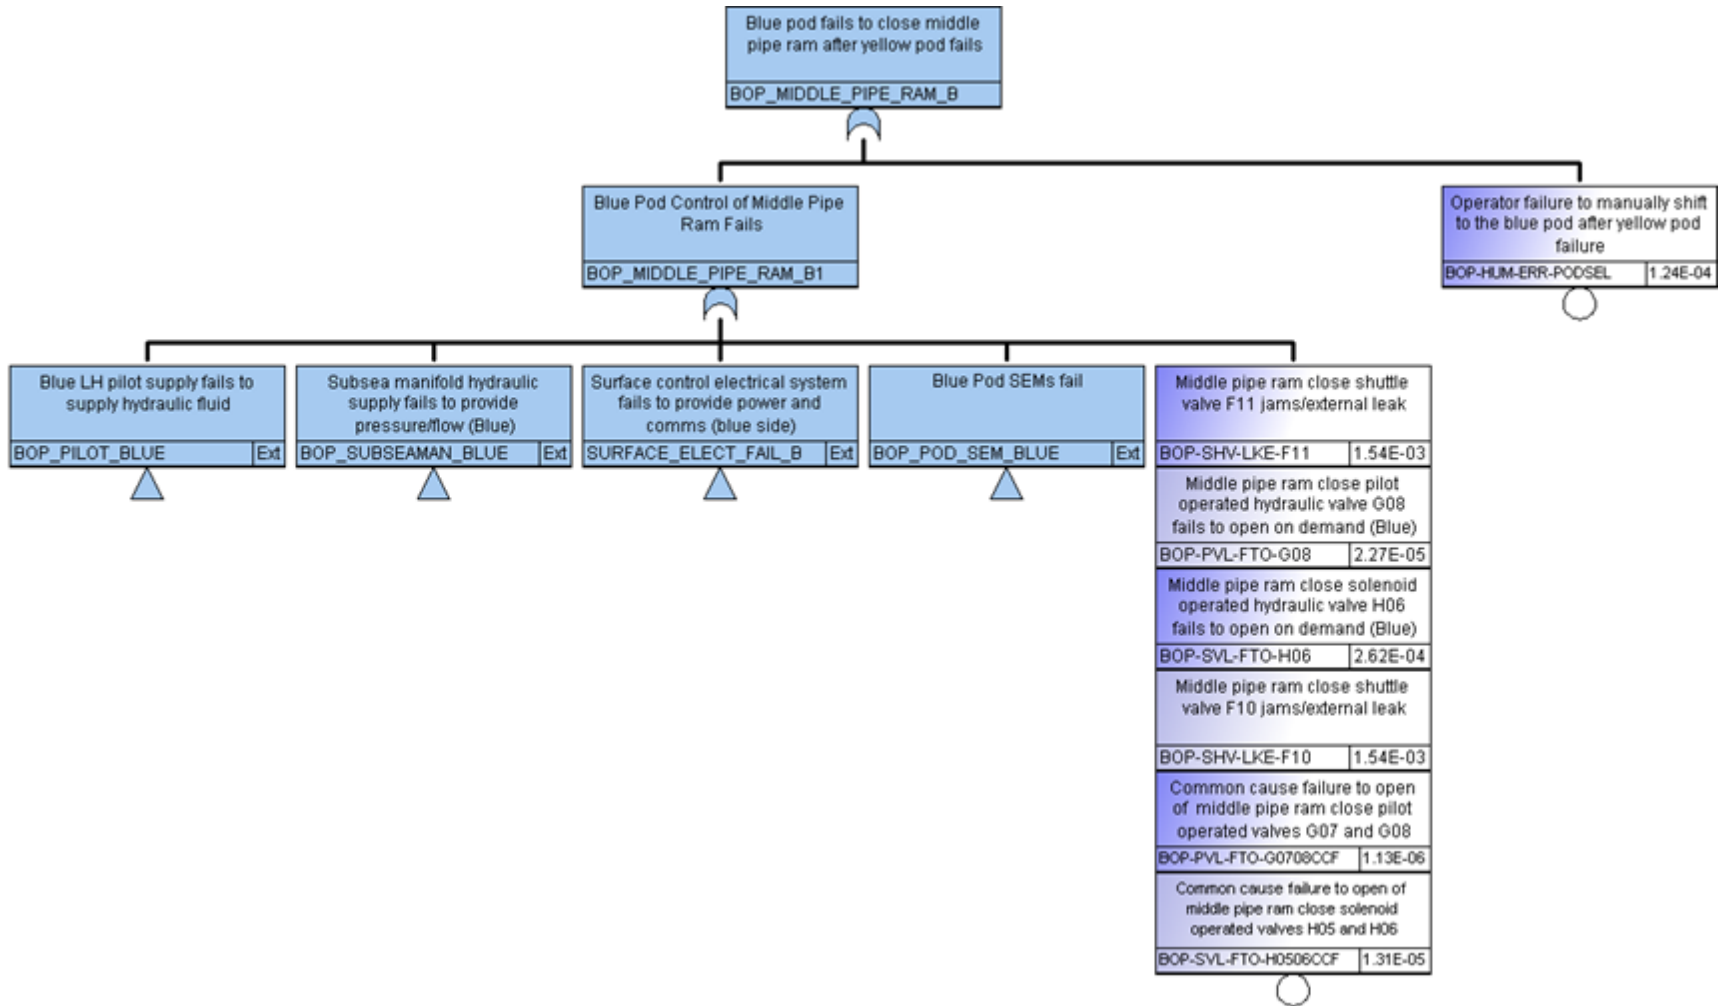 Blue pod fails to close middle
pipe ram after yellow pod fails
BOP_MIDDLE_PIPE_RAM_B
Blue Pod Control of Middle Pipe
Ram Fails
BOP_MIDDLE_PIPE_RAM_B1
Operator failure to manually shift
to the blue pod after yellow pod
failure
BOP-HUM-ERR-PODSEL 1.24E-04
Blue LH pilot supply fails to
supply hydraulic fluid
BOP_PILOT_BLUE Ext
Subsea manifold hydraulic
supply fails to provide
pressure/flow (Blue)
BOP_SUBSEAMAN_BLUE Ext
Surface control electrical system
fails to provide power and
comms (blue side)
SURFACE_ELECT_FAIL_B Ext
Blue Pod SEMs fail
BOP_POD_SEM_BLUE Ext
Middle pipe ram close shuttle
valve F11 jams/external leak
BOP-SHV-LKE-F11 1.54E-03
Middle pipe ram close pilot
operated hydraulic valve G08
fails to open on demand (Blue)
BOP-PVL-FTO-G08 2.27E-05
Middle pipe ram close solenoid
operated hydraulic valve H06
fails to open on demand (Blue)
BOP-SVL-FTO-H06 2.62E-04
Middle pipe ram close shuttle
valve F10 jams/external leak
BOP-SHV-LKE-F10 1.54E-03
Common cause failure to open
of middle pipe ram close pilot
operated valves G07 and G08
BOP-PVL-FTO-G0708CCF 1.13E-06
Common cause failure to open of
middle pipe ram close solenoid
operated valves H05 and H06
BOP-SVL-FTO-H0506CCF 1.31E-05